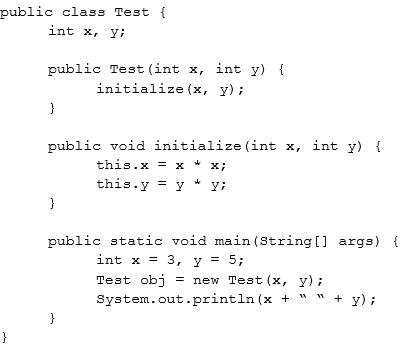 public class Test {
int x, y;
public Test(int x, int y) {
initialize(x, y);
}
public void initialize(int x, int y) {
this.x = x * x;
this.y = y * y;
}
public static void main(String[] args) {
int x = 3, y = 5;
Test obj = new Test(x, y);
System.out.println(x + “ “ + y);
}
}